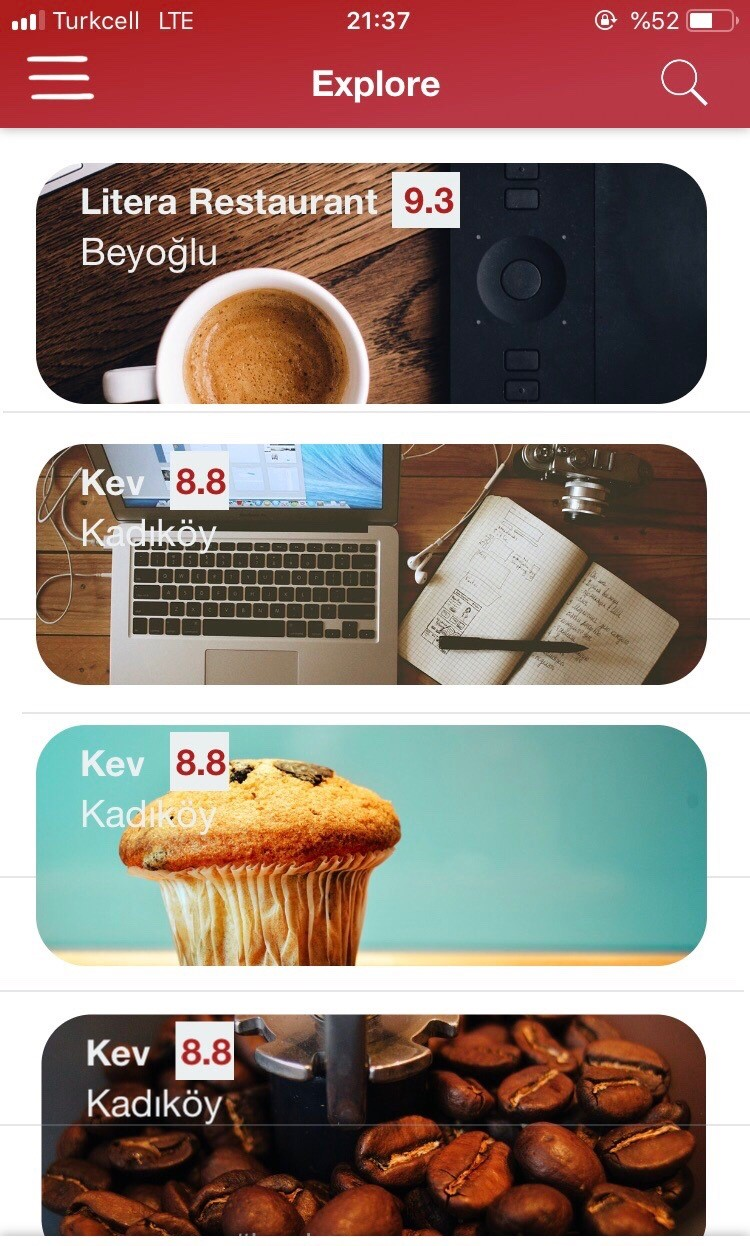 Turkcell LTE 21:37 %52
Explore
Litera Restaurant 9.3
Beyoğlu
Kev 8.8
Kadıköy
Kev 8.8
Kadıköy
Kev 8.8
Kadıköy